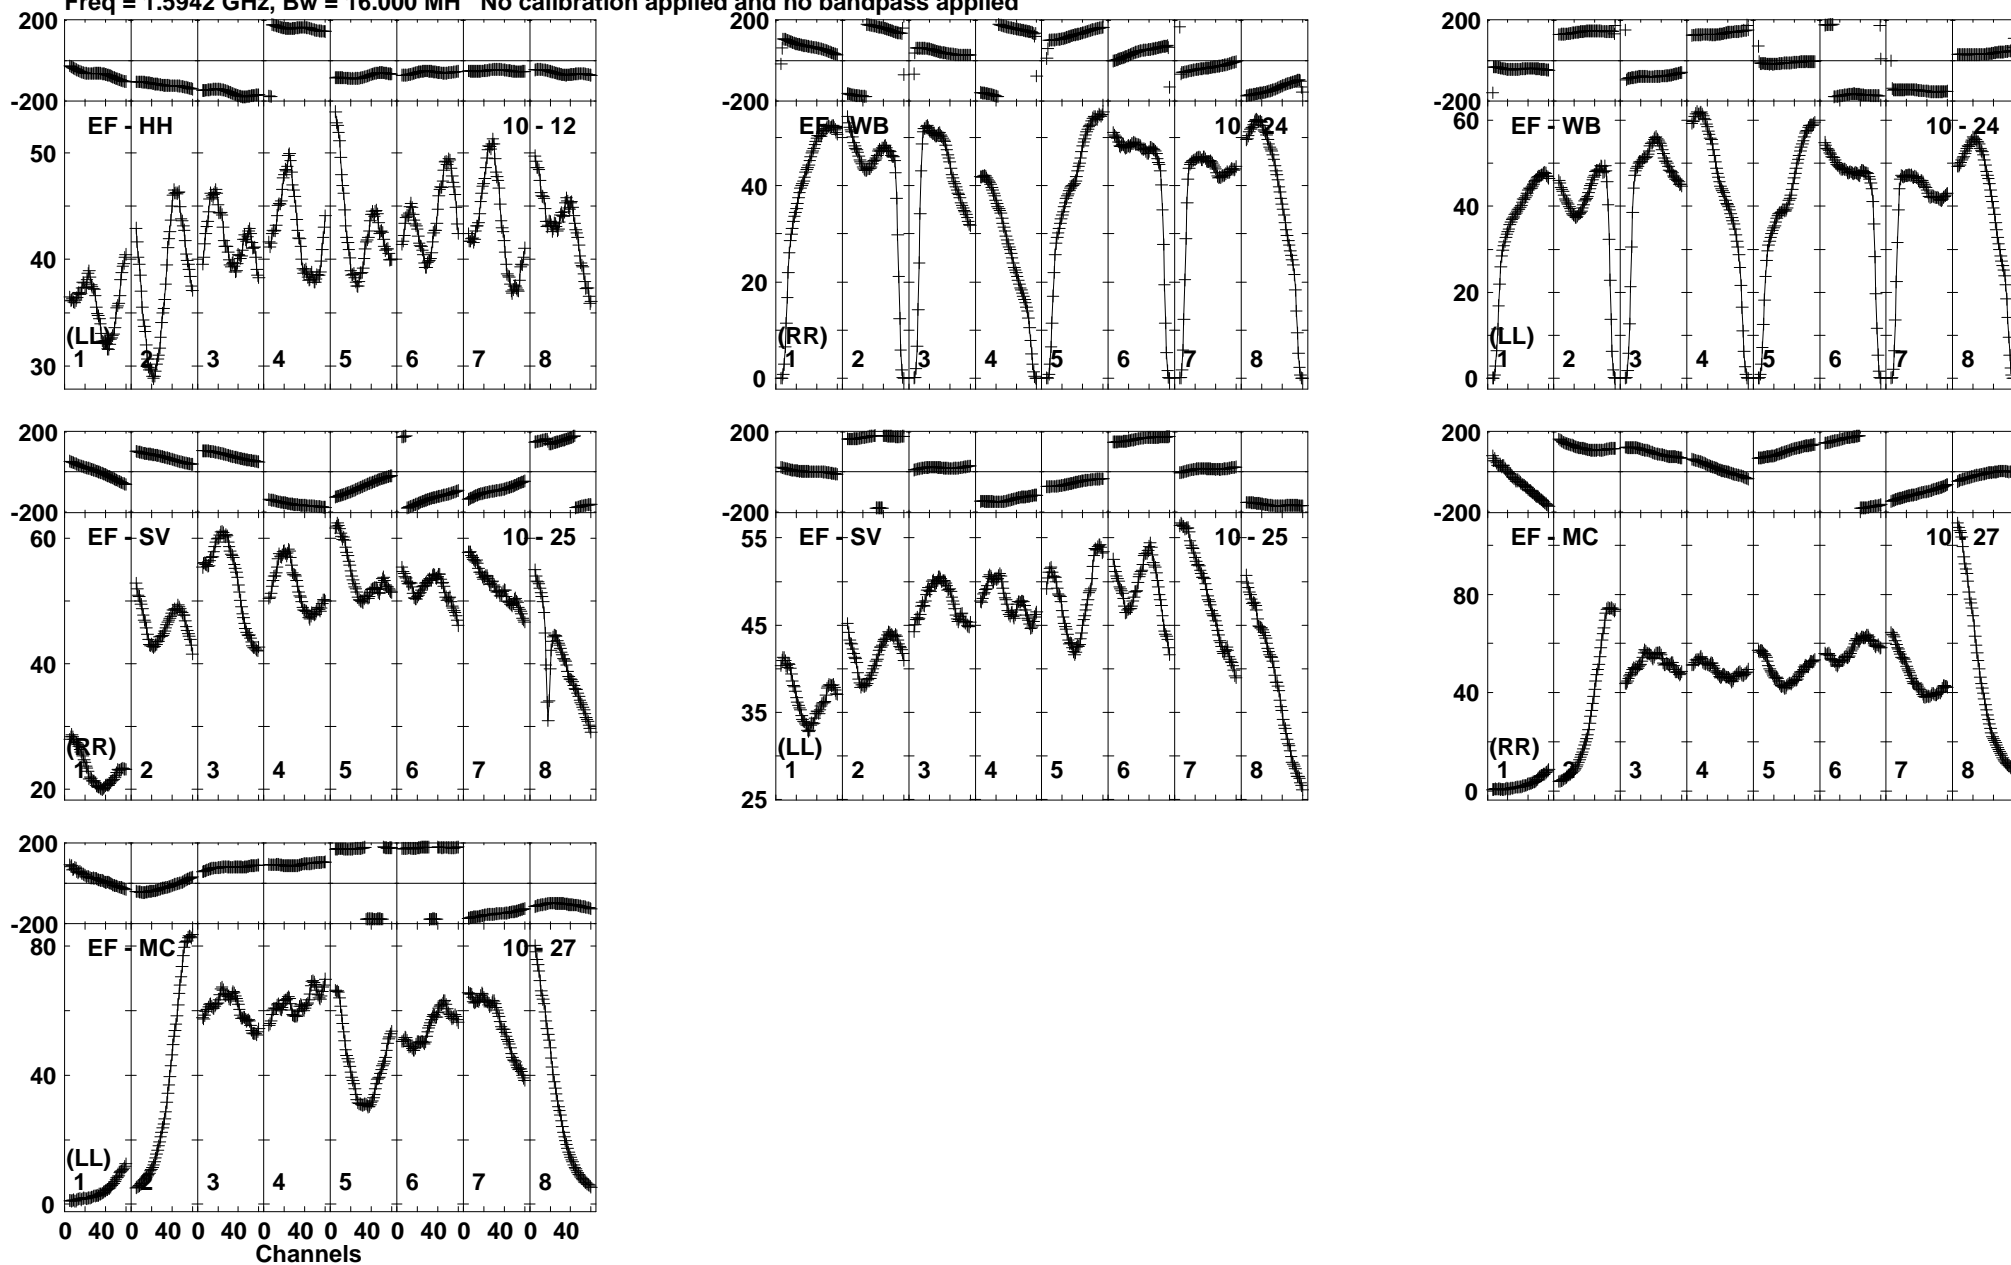 Freq = 1.5942 GHz, Bw = 16.000 MH No calibration applied and no bandpass applied
200
-200
EF - HH 10 - 12
50
40
30
(LL)
1 2 3 4 5 6 7 8
200
-200
EF - WB 10 - 24
40
20
0
(RR)
1 2 3 4 5 6 7 8
200
-200
EF - WB 10 - 24
60
40
20
0
(LL)
1 2 3 4 5 6 7 8
200
-200
EF - SV 10 - 25
60
40
20
(RR)
1 2 3 4 5 6 7 8
200
-200
EF - SV 10 - 25
55
45
35
25
(LL)
1 2 3 4 5 6 7 8
200
-200
EF - MC 10 - 27
80
40
0
(RR)
1 2 3 4 5 6 7 8
200
-200
EF - MC 10 - 27
80
40
0
(LL)
1 2 3 4 5 6 7 8
0 40 0 40 0 40 0 40 0 40 0 40 0 40 0 40
Channels